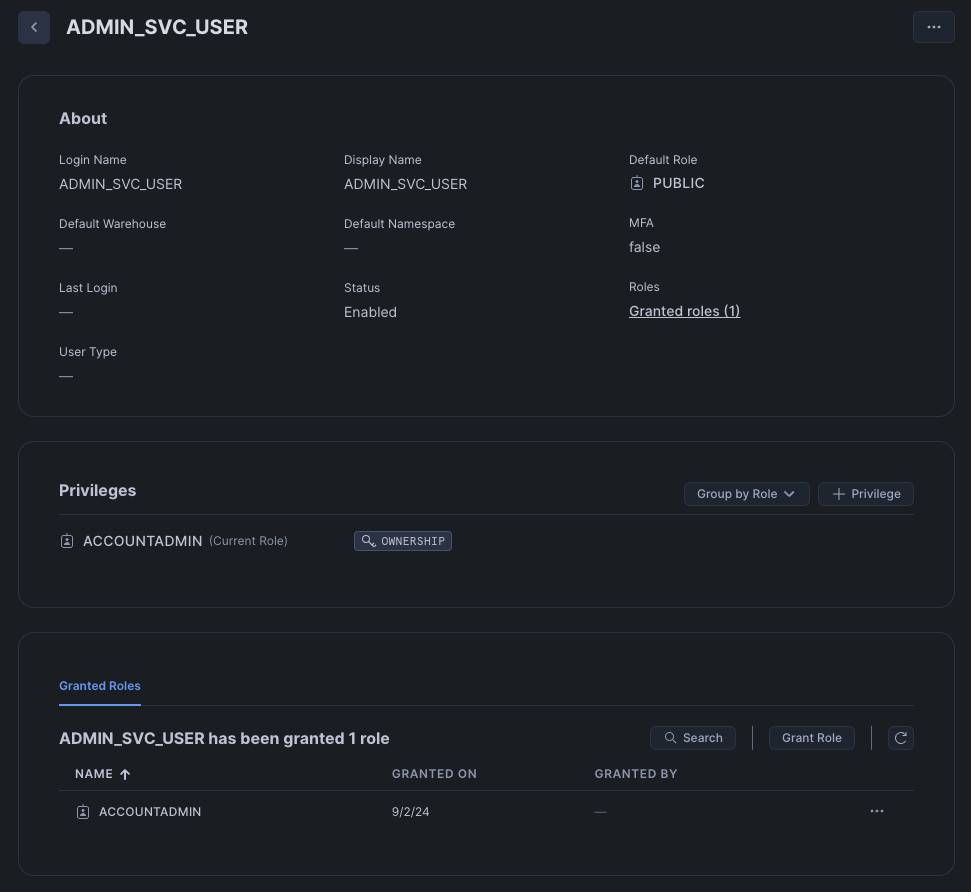 ADMIN_SVC_USER
About
Login Name
Display Name
Default Role
ADMIN_SVC_USER
ADMIN_SVC_USER
PUBLIC
Default Warehouse
Default Namespace
MFA
—
—
false
Last Login
Status
Roles
—
Enabled
Granted roles (1)
User Type
—
Privileges
Group by Role
Privilege
ACCOUNTADMIN (Current Role)
OWNERSHIP
Granted Roles
ADMIN_SVC_USER has been granted 1 role
Search
Grant Role
NAME
GRANTED ON
GRANTED BY
ACCOUNTADMIN
9/2/24
—